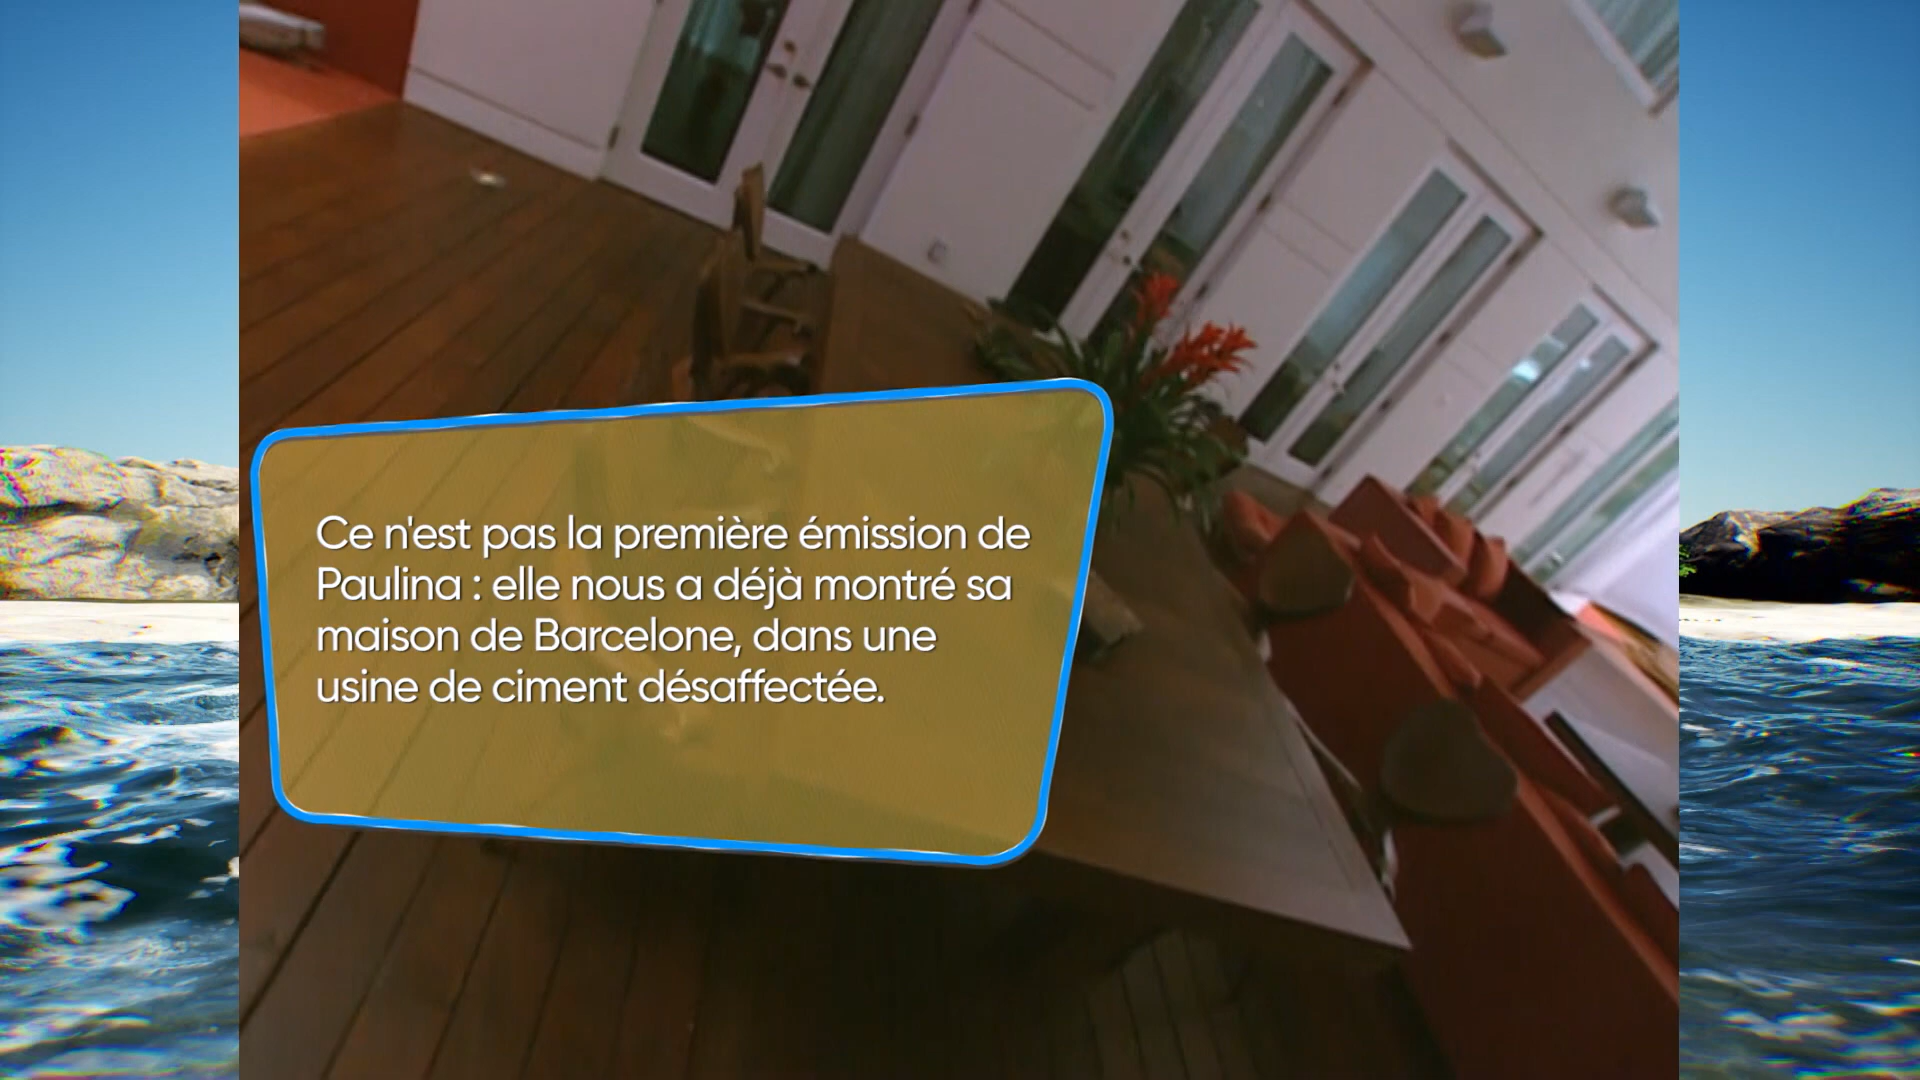 Ce n'est pas la première émission de
Paulina : elle nous a déjà montré sa
maison de Barcelone, dans une
usine de ciment désaffectée.